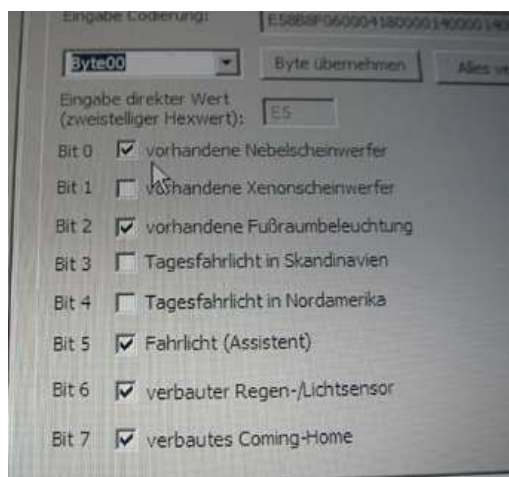 Eingabe Codierung:
Byte00 Byte übernehmen Alles
Eingabe direkter Wert
(zweistelliger Hexwert): E5
Bit 0 vorhandene Nebelscheinwerfer
Bit 1 vorhandene Xenonscheinwerfer
Bit 2 vorhandene Fußraumbeleuchtung
Bit 3 Tagesfahrlicht in Skandinavien
Bit 4 Tagesfahrlicht in Nordamerika
Bit 5 Fahrlicht (Assistent)
Bit 6 verbauter Regen-/Lichtsensor
Bit 7 verbautes Coming-Home